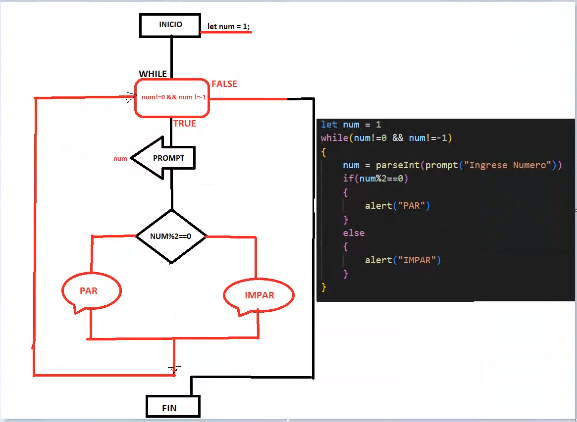 INICIO
let num = 1;
WHILE
num!=0 && num !=-1
FALSE
TRUE
num
PROMPT
NUM%2==0
PAR
IMPAR
FIN
let num = 1
while(num!=0 && num!=-1)
{
num = parseInt(prompt("Ingrese Numero"))
if(num%2==0)
{
alert("PAR")
}
else
{
alert("IMPAR")
}
}